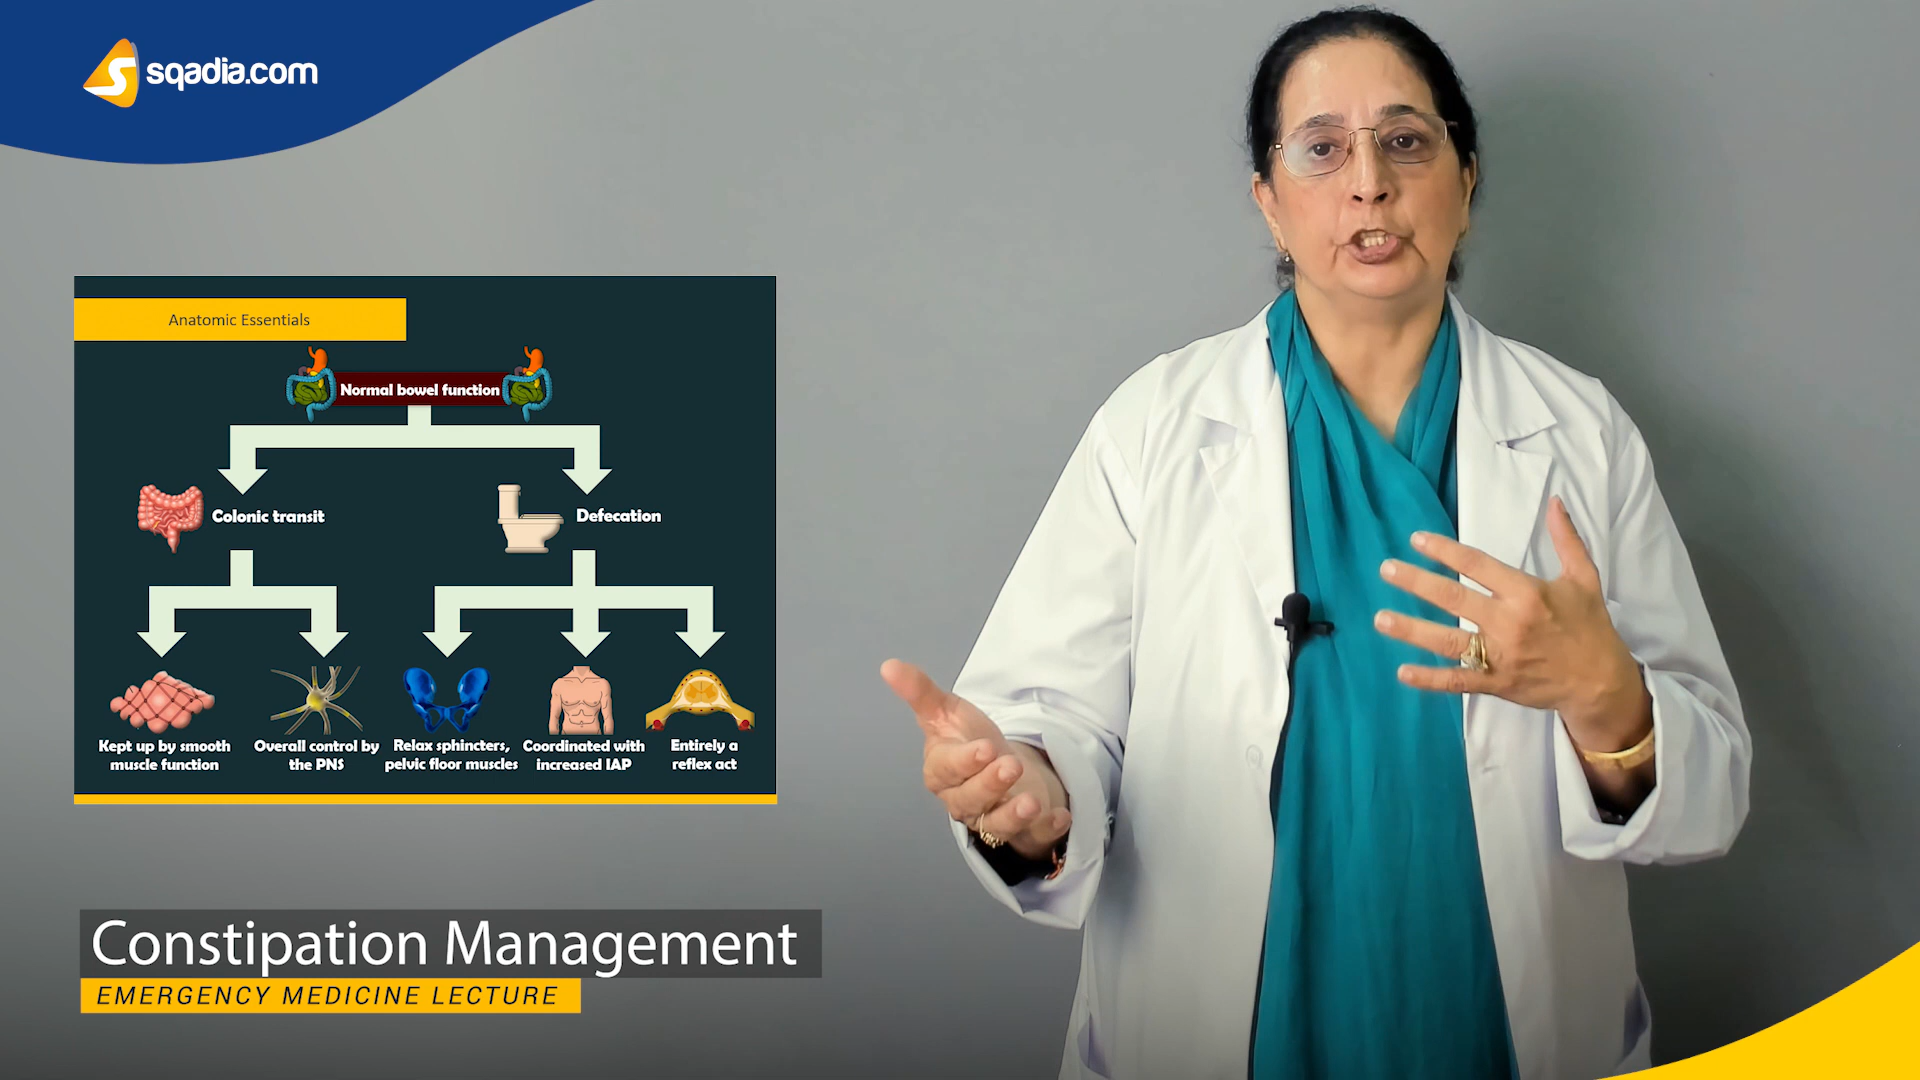 sqadia.com
Anatomic Essentials
Normal bowel function
Colonic transit
Defecation
Kept up by smooth
muscle function
Overall control by
the PNS
Relax sphincters,
pelvic floor muscles
Coordinated with
increased IAP
Entirely a
reflex act
Constipation Management
EMERGENCY MEDICINE LECTURE